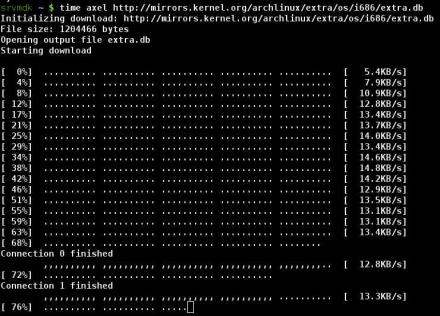 srvmdk ~ $ time axel http://mirrors.kernel.org/archlinux/extra/os/i686/extra.db
Initializing download: http://mirrors.kernel.org/archlinux/extra/os/i686/extra.db
File size: 1204466 bytes
Opening output file extra.db
Starting download
[  0%]  .......... .......... .......... .......... ..........  [   5.4KB/s]
[  4%]  .......... .......... .......... .......... ..........  [   7.9KB/s]
[  8%]  .......... .......... .......... .......... ..........  [  10.9KB/s]
[ 12%]  .......... .......... .......... .......... ..........  [  12.8KB/s]
[ 17%]  .......... .......... .......... .......... ..........  [  13.4KB/s]
[ 21%]  .......... .......... .......... .......... ..........  [  13.7KB/s]
[ 25%]  .......... .......... .......... .......... ..........  [  14.0KB/s]
[ 29%]  .......... .......... .......... .......... ..........  [  13.4KB/s]
[ 34%]  .......... .......... .......... .......... ..........  [  14.6KB/s]
[ 38%]  .......... .......... .......... .......... ..........  [  14.8KB/s]
[ 42%]  .......... .......... .......... .......... ..........  [  14.2KB/s]
[ 46%]  .......... .......... .......... .......... ..........  [  12.9KB/s]
[ 51%]  .......... .......... .......... .......... ..........  [  13.5KB/s]
[ 55%]  .......... .......... .......... .......... ..........  [  13.1KB/s]
[ 59%]  .......... .......... .......... .......... ..........  [  13.1KB/s]
[ 63%]  .......... .......... .......... .......... ..........  [  13.4KB/s]
[ 68%]  .......... .......... .......... .......... ........
Connection 0 finished
,,,,,,,,,, ,,,,,,,,,, ,,,,,,,,,, ,,,,,,,,,, ,,,,,,,,..  [  12.8KB/s]
[ 72%]  .......... .......... .......... ..........
Connection 1 finished
,,,,,,,,,, ,,,,,,,,,, ,,,,,,,,,, ,,,,,,,,,, ..........  [  13.3KB/s]
[ 76%]  .......... .......... .....